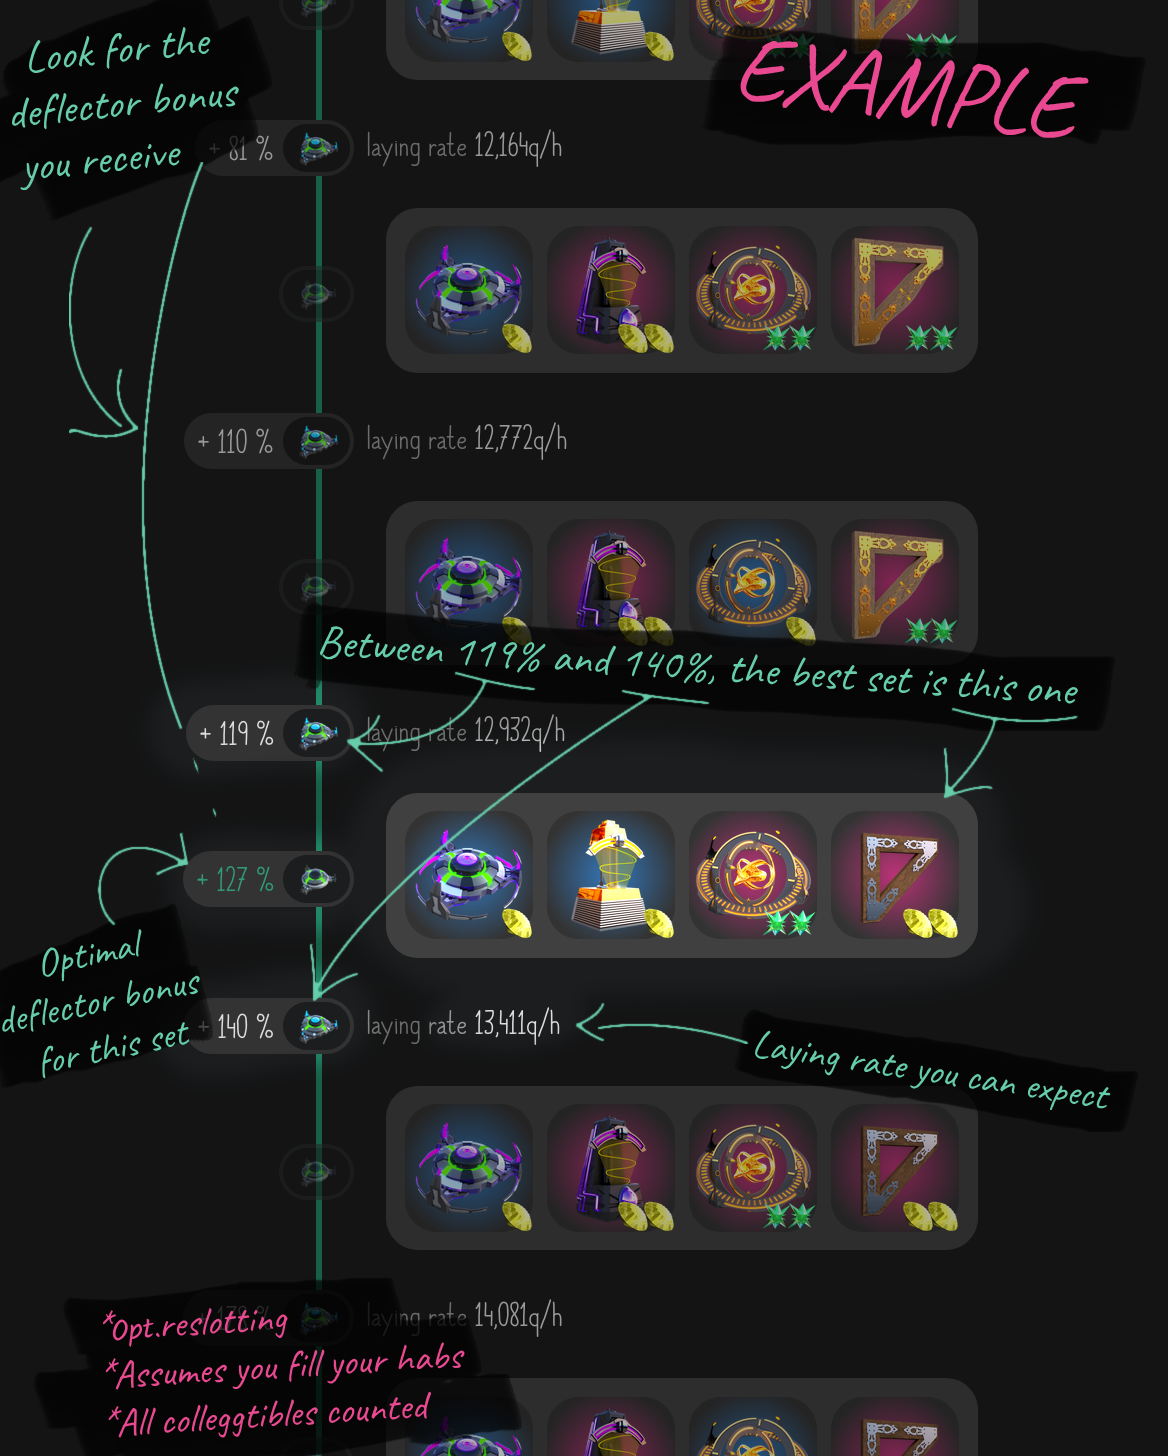 Look for the
deflector bonus
you receive
EXAMPLE
+ 81 %
laying rate 12,164q/h
+ 110 %
laying rate 12,772q/h
Between 119% and 140%, the best set is this one
+ 119 %
laying rate 12,932q/h
+ 127 %
Optimal
deflector bonus
for this set
+ 140 %
laying rate 13,411q/h
Laying rate you can expect
laying rate 14,081q/h
*Opt.reslotting
*Assumes you fill your habs
*All colleggtibles counted